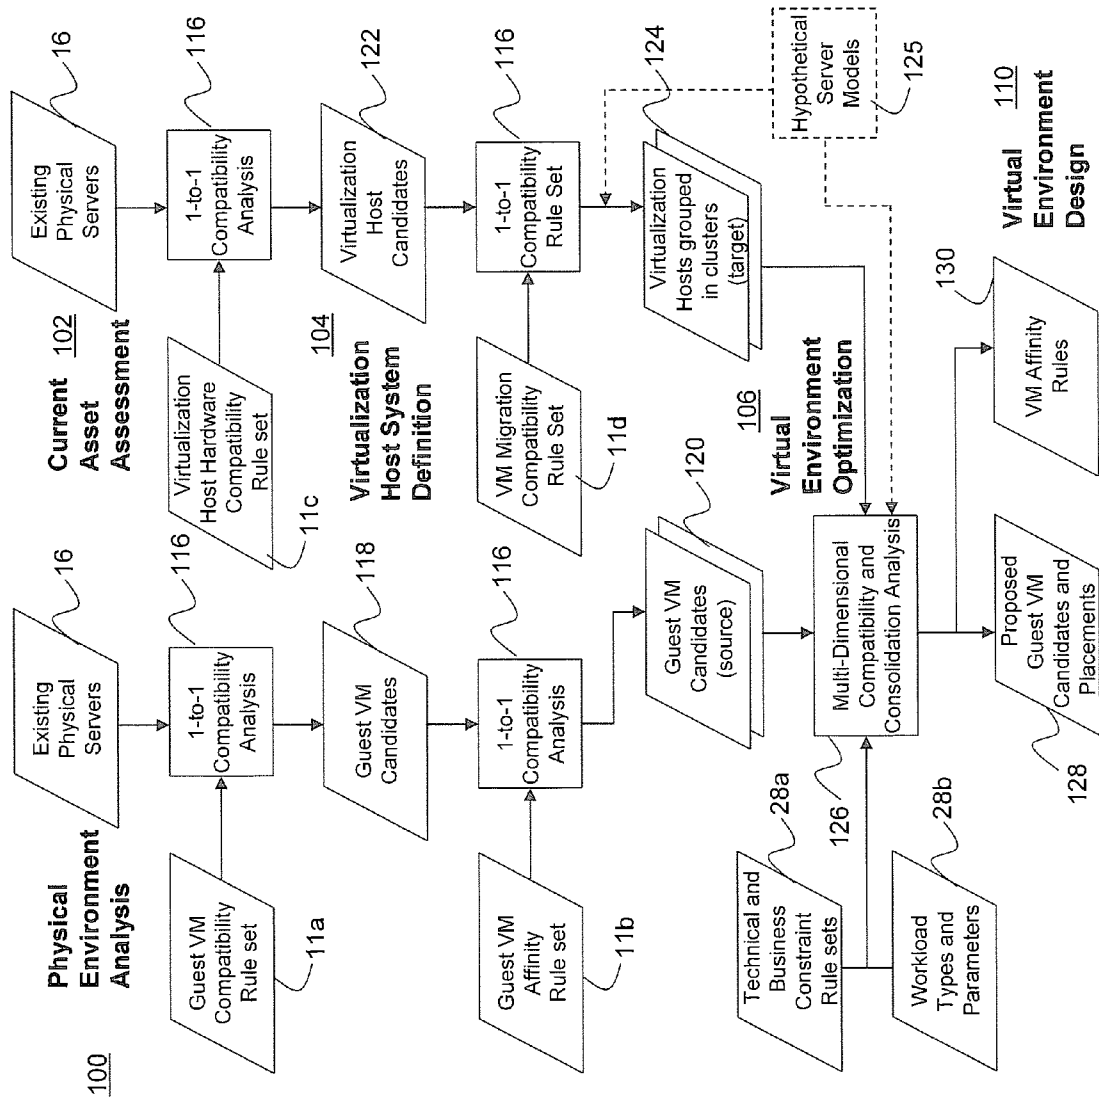 100
Physical
Environment
Analysis
Existing
Physical
Servers
16
Guest VM
Compatibility
Rule set
11a
1-to-1
Compatibility
Analysis
116
Guest VM
Candidates
118
Guest VM
Affinity
Rule set
11b
1-to-1
Compatibility
Analysis
116
Guest VM
Candidates
(source)
120
Current 102
Asset
Assessment
Existing
Physical
Servers
16
Virtualization
Host Hardware
Compatibility
Rule set
11c
1-to-1
Compatibility
Analysis
116
104
Virtualization
Host System
Definition
Virtualization
Host
Candidates
122
VM Migration
Compatibility
Rule Set
11d
1-to-1
Compatibility
Rule Set
116
Virtualization
Hosts grouped
in clusters
(target)
124
Hypothetical
Server
Models
125
106
Virtual
Environment
Optimization
Technical and
Business
Constraint
Rule sets
28a
Workload
Types and
Parameters
28b
Multi-Dimensional
Compatibility and
Consolidation Analysis
126
110
Virtual
Environment
Design
Proposed
Guest VM
Candidates and
Placements
128
VM Affinity
Rules
130